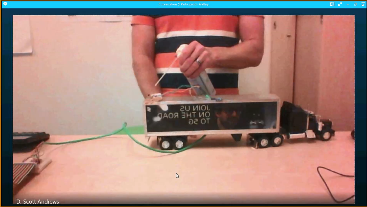 JOIN US
ON THE ROAD
TO 5G
D. Scott Andrews